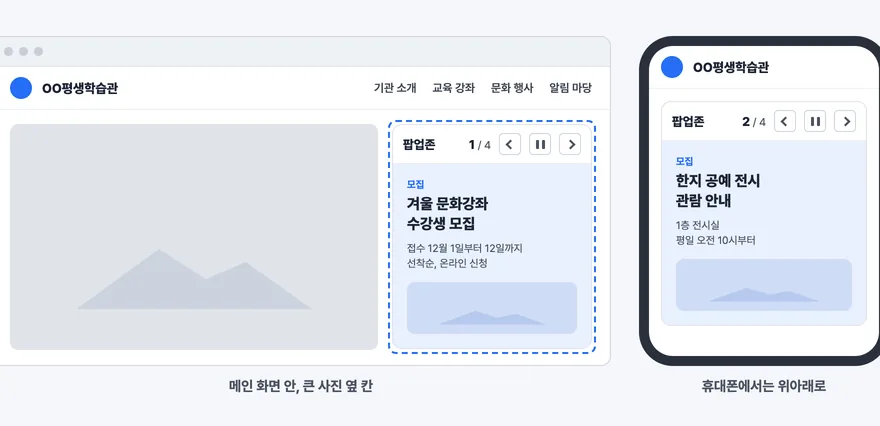 OO평생학습관
기관 소개 교육 강좌 문화 행사 알림 마당
팝업존 1 / 4
모집
겨울 문화강좌
수강생 모집
접수 12월 1일부터 12일까지
선착순, 온라인 신청
메인 화면 안, 큰 사진 옆 칸
OO평생학습관
팝업존 2 / 4
모집
한지 공예 전시
관람 안내
1층 전시실
평일 오전 10시부터
휴대폰에서는 위아래로